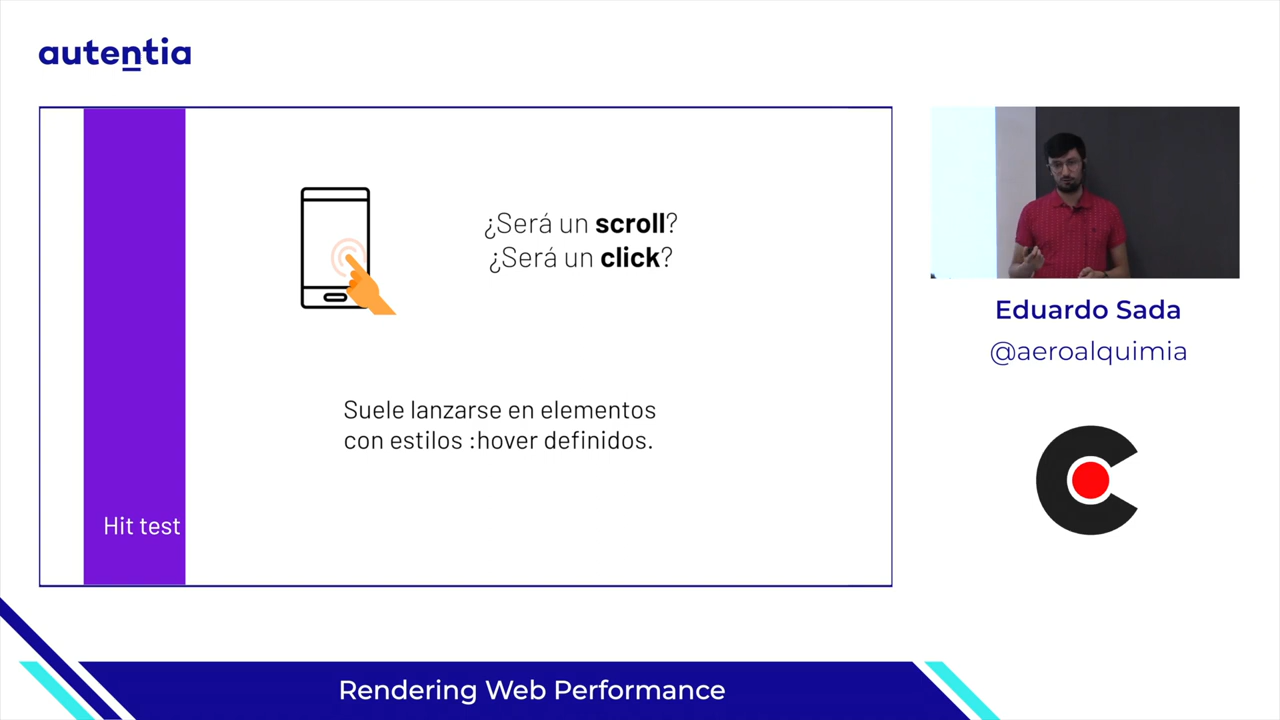 autentia
¿Será un scroll?
¿Será un click?
Suele lanzarse en elementos
con estilos :hover definidos.
Hit test
Eduardo Sada
@aeroalquimia
Rendering Web Performance